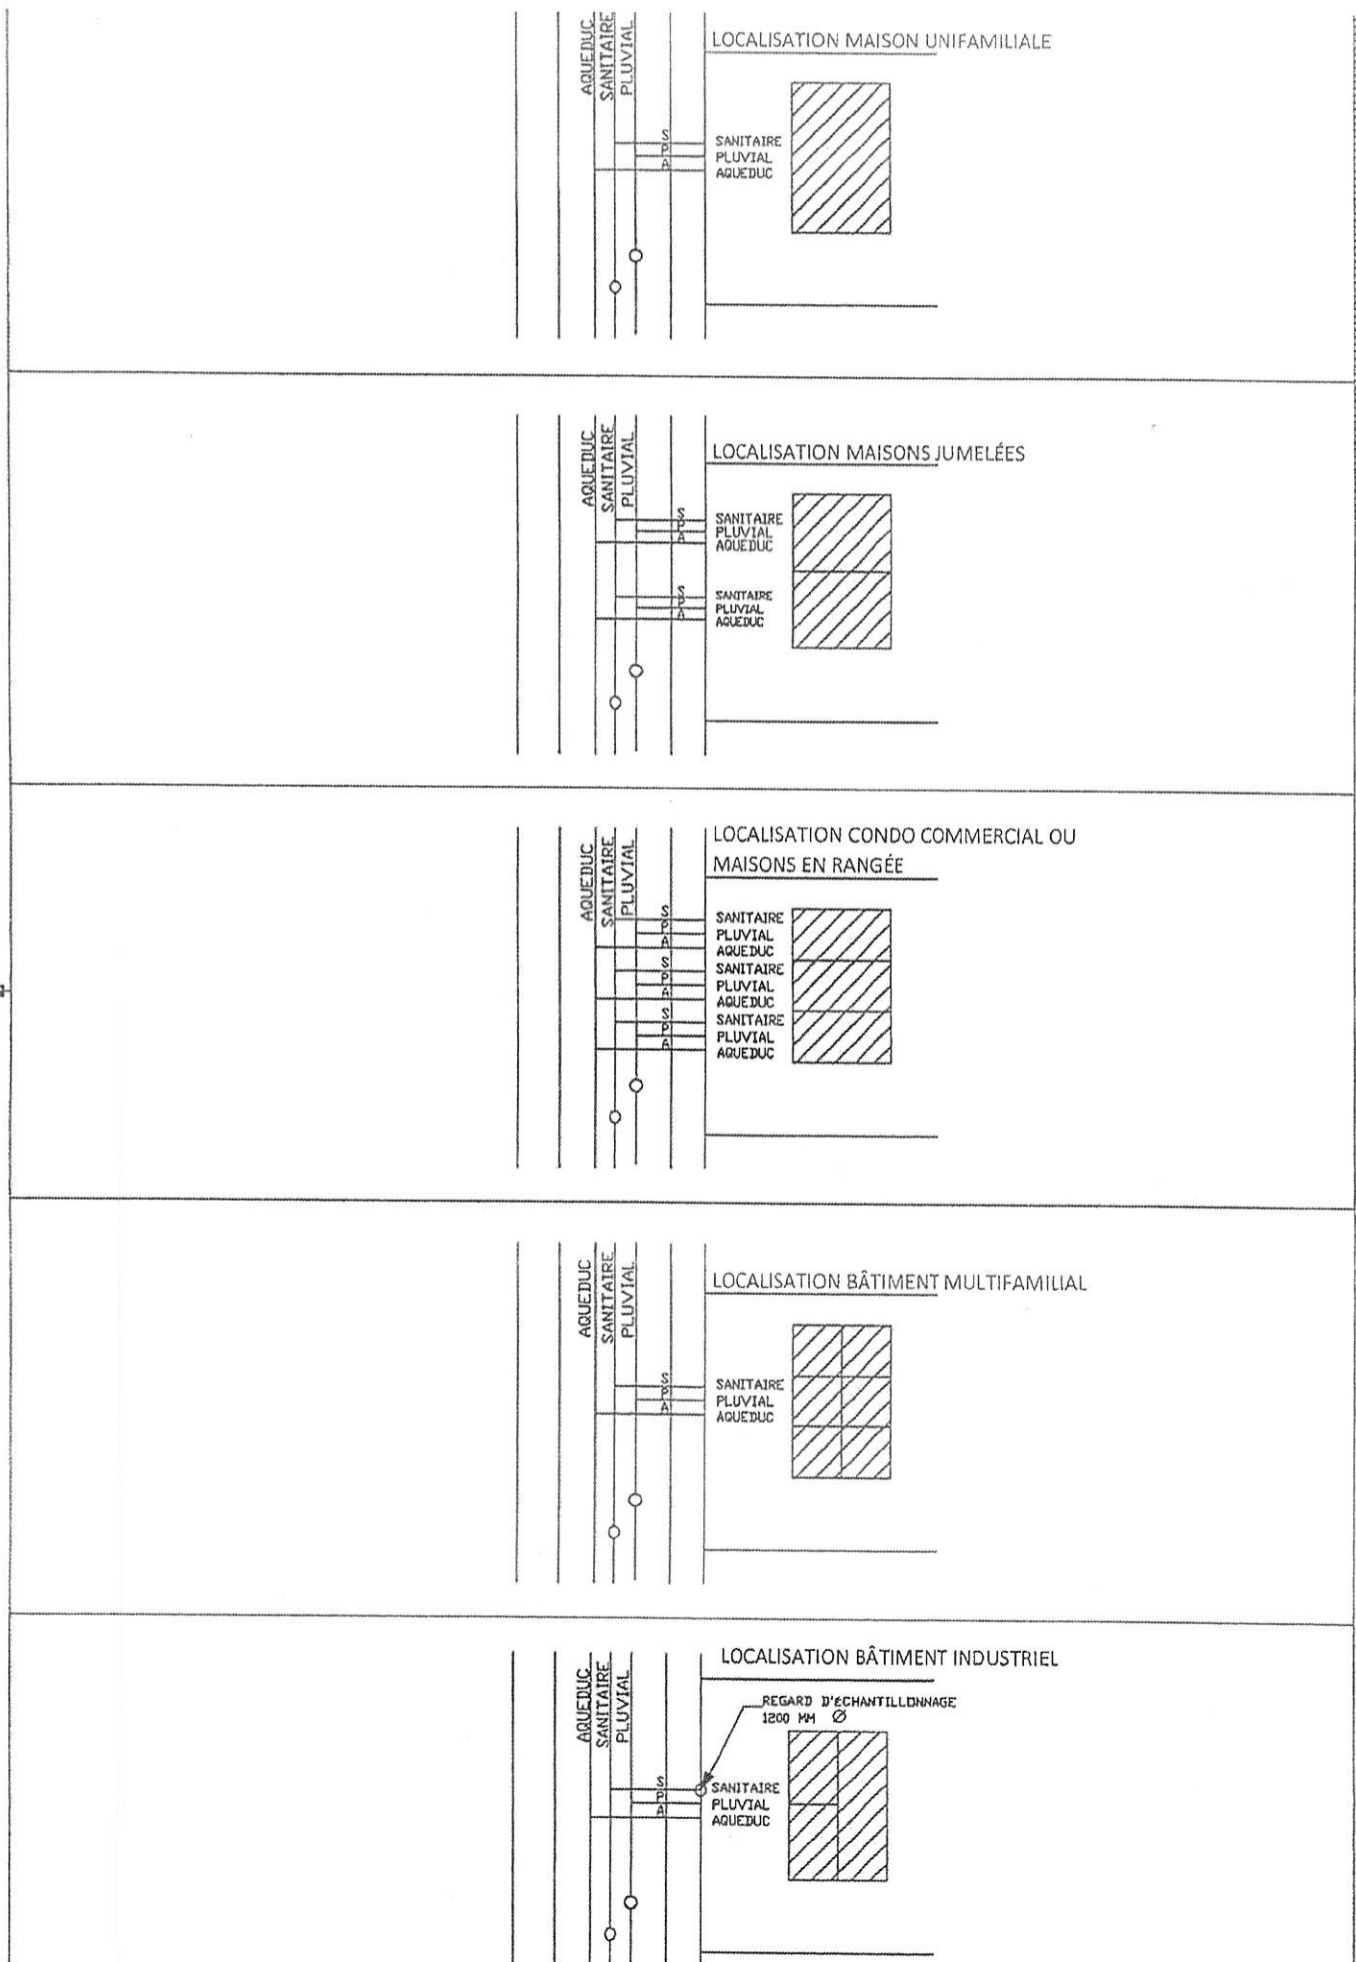 AQUEDUC
SANITAIRE
PLUVIAL
LOCALISATION MAISON UNIFAMILIALE
S
P
A
SANITAIRE
PLUVIAL
AQUEDUC
AQUEDUC
SANITAIRE
PLUVIAL
LOCALISATION MAISONS JUMELÉES
S
P
A
SANITAIRE
PLUVIAL
AQUEDUC
S
P
A
SANITAIRE
PLUVIAL
AQUEDUC
AQUEDUC
SANITAIRE
PLUVIAL
LOCALISATION CONDO COMMERCIAL OU
MAISONS EN RANGÉE
S
P
A
SANITAIRE
PLUVIAL
AQUEDUC
S
P
A
SANITAIRE
PLUVIAL
AQUEDUC
S
P
A
SANITAIRE
PLUVIAL
AQUEDUC
AQUEDUC
SANITAIRE
PLUVIAL
LOCALISATION BÂTIMENT MULTIFAMILIAL
S
P
A
SANITAIRE
PLUVIAL
AQUEDUC
AQUEDUC
SANITAIRE
PLUVIAL
LOCALISATION BÂTIMENT INDUSTRIEL
REGARD D'ÉCHANTILLONNAGE
1200 MM Ø
S
P
A
SANITAIRE
PLUVIAL
AQUEDUC